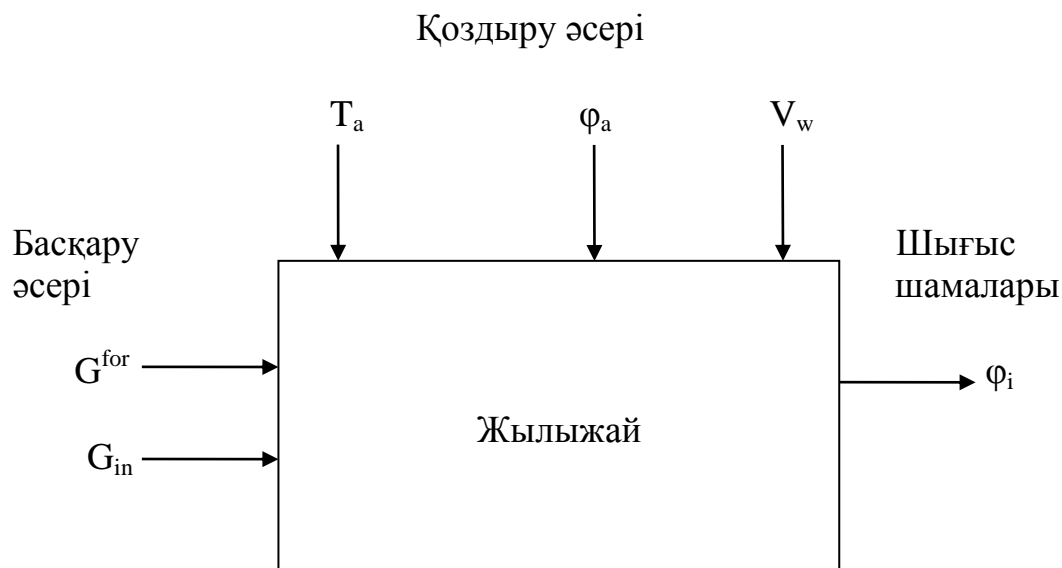 Қоздыру әсері
Tₐ φₐ V_w
Басқару
әсері
Шығыс
шамалары
G^for
φᵢ
Жылыжай
G_in